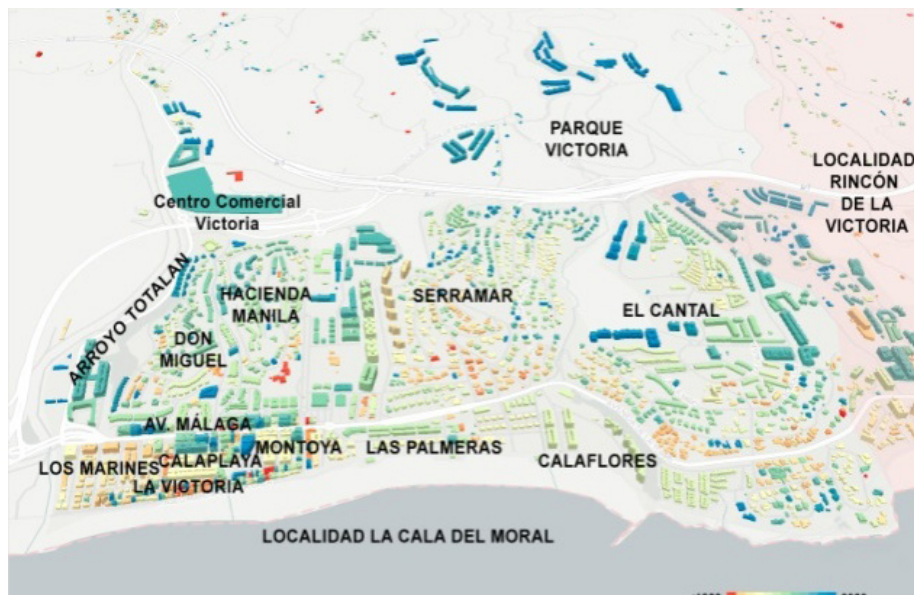 PARQUE
VICTORIA
LOCALIDAD
RINCÓN
DE LA
VICTORIA
Centro Comercial
Victoria
ARROYO TOTALAN
HACIENDA
MANILA
SERRAMAR
EL CANTAL
DON
MIGUEL
AV. MÁLAGA
MONTOYA
LAS PALMERAS
LOS MARINES
CALAPLAYA
CALAFLORES
LA VICTORIA
LOCALIDAD LA CALA DEL MORAL